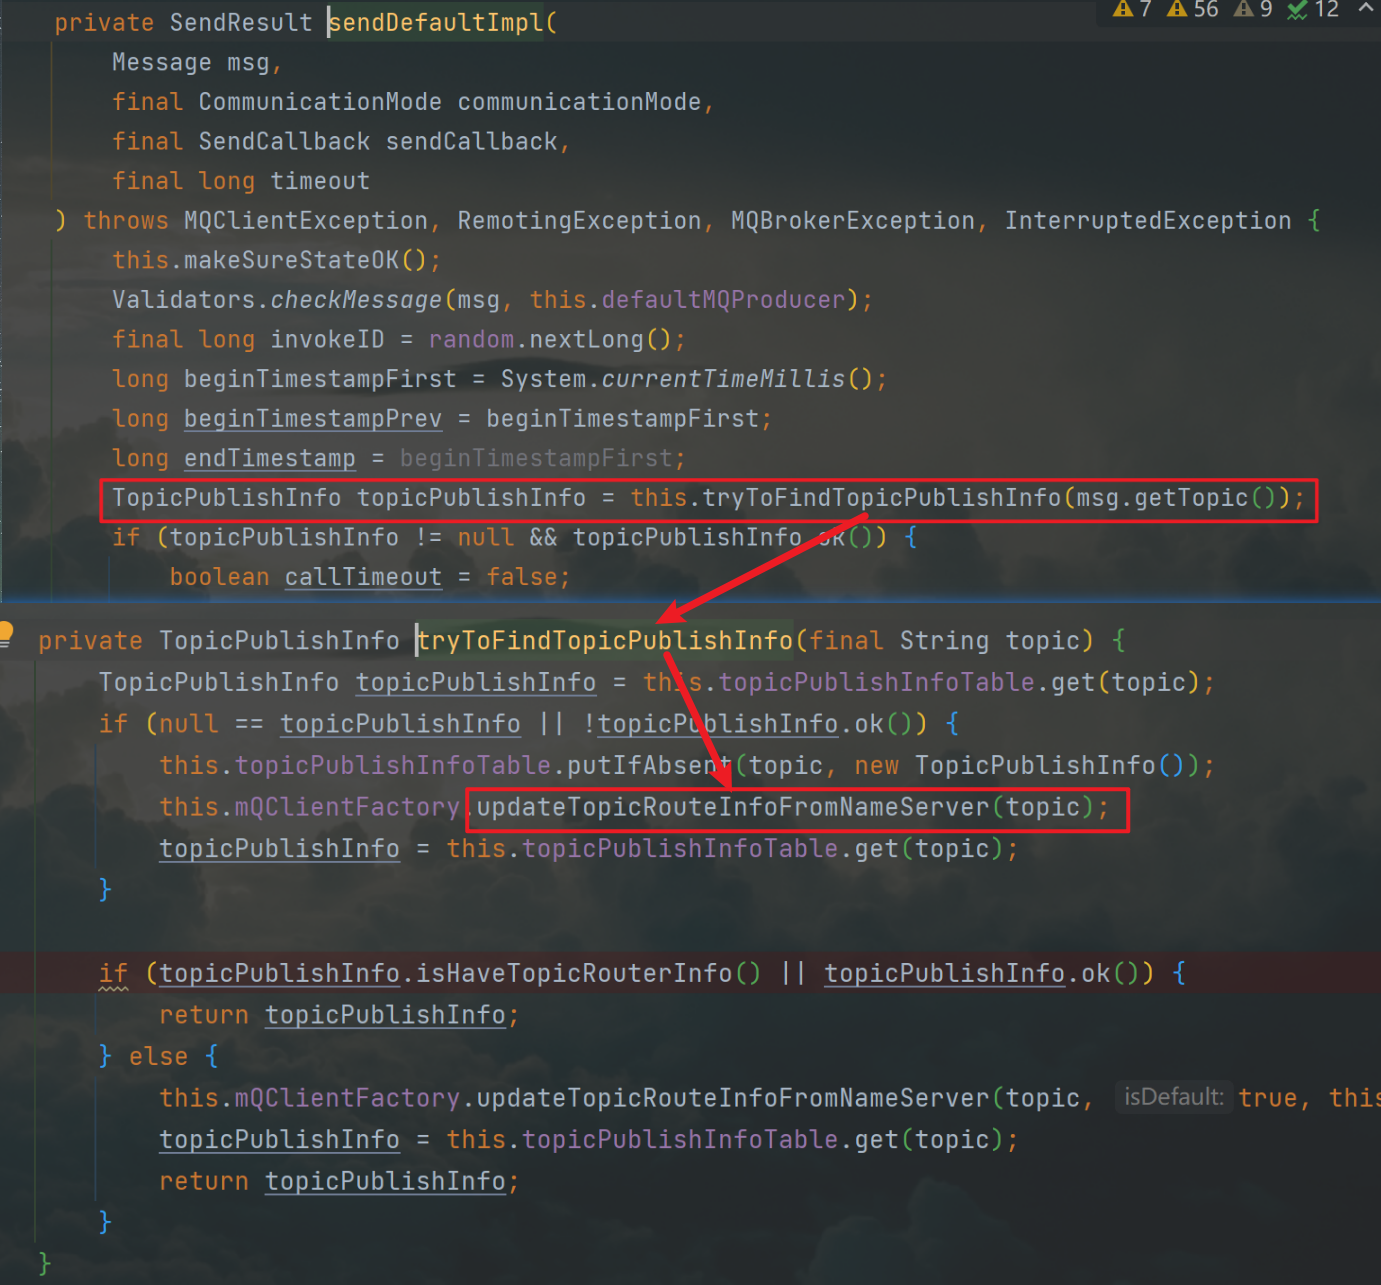 private SendResult sendDefaultImpl(
7 56 9 12
Message msg,
final CommunicationMode communicationMode,
final SendCallback sendCallback,
final long timeout
) throws MQClientException, RemotingException, MQBrokerException, InterruptedException {
this.makeSureStateOK();
Validators.checkMessage(msg, this.defaultMQProducer);
final long invokeID = random.nextLong();
long beginTimestampFirst = System.currentTimeMillis();
long beginTimestampPrev = beginTimestampFirst;
long endTimestamp = beginTimestampFirst;
TopicPublishInfo topicPublishInfo = this.tryToFindTopicPublishInfo(msg.getTopic());
if (topicPublishInfo != null && topicPublishInfo.ok()) {
boolean callTimeout = false;
private TopicPublishInfo tryToFindTopicPublishInfo(final String topic) {
TopicPublishInfo topicPublishInfo = this.topicPublishInfoTable.get(topic);
if (null == topicPublishInfo || !topicPublishInfo.ok()) {
this.topicPublishInfoTable.putIfAbsent(topic, new TopicPublishInfo());
this.mQClientFactory.updateTopicRouteInfoFromNameServer(topic);
topicPublishInfo = this.topicPublishInfoTable.get(topic);
}
if (topicPublishInfo.isHaveTopicRouterInfo() || topicPublishInfo.ok()) {
return topicPublishInfo;
} else {
this.mQClientFactory.updateTopicRouteInfoFromNameServer(topic, isDefault: true, this
topicPublishInfo = this.topicPublishInfoTable.get(topic);
return topicPublishInfo;
}
}